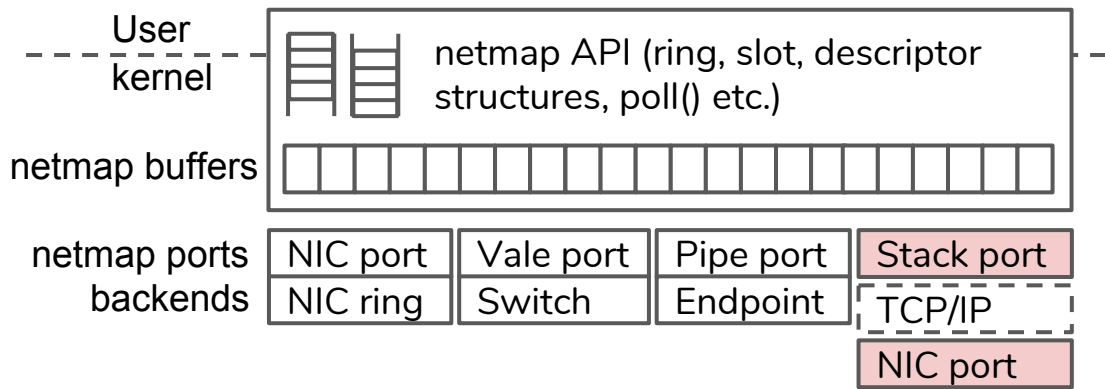 User
kernel
netmap API (ring, slot, descriptor
structures, poll() etc.)
netmap buffers
netmap ports
NIC port
Vale port
Pipe port
Stack port
backends
NIC ring
Switch
Endpoint
TCP/IP
NIC port